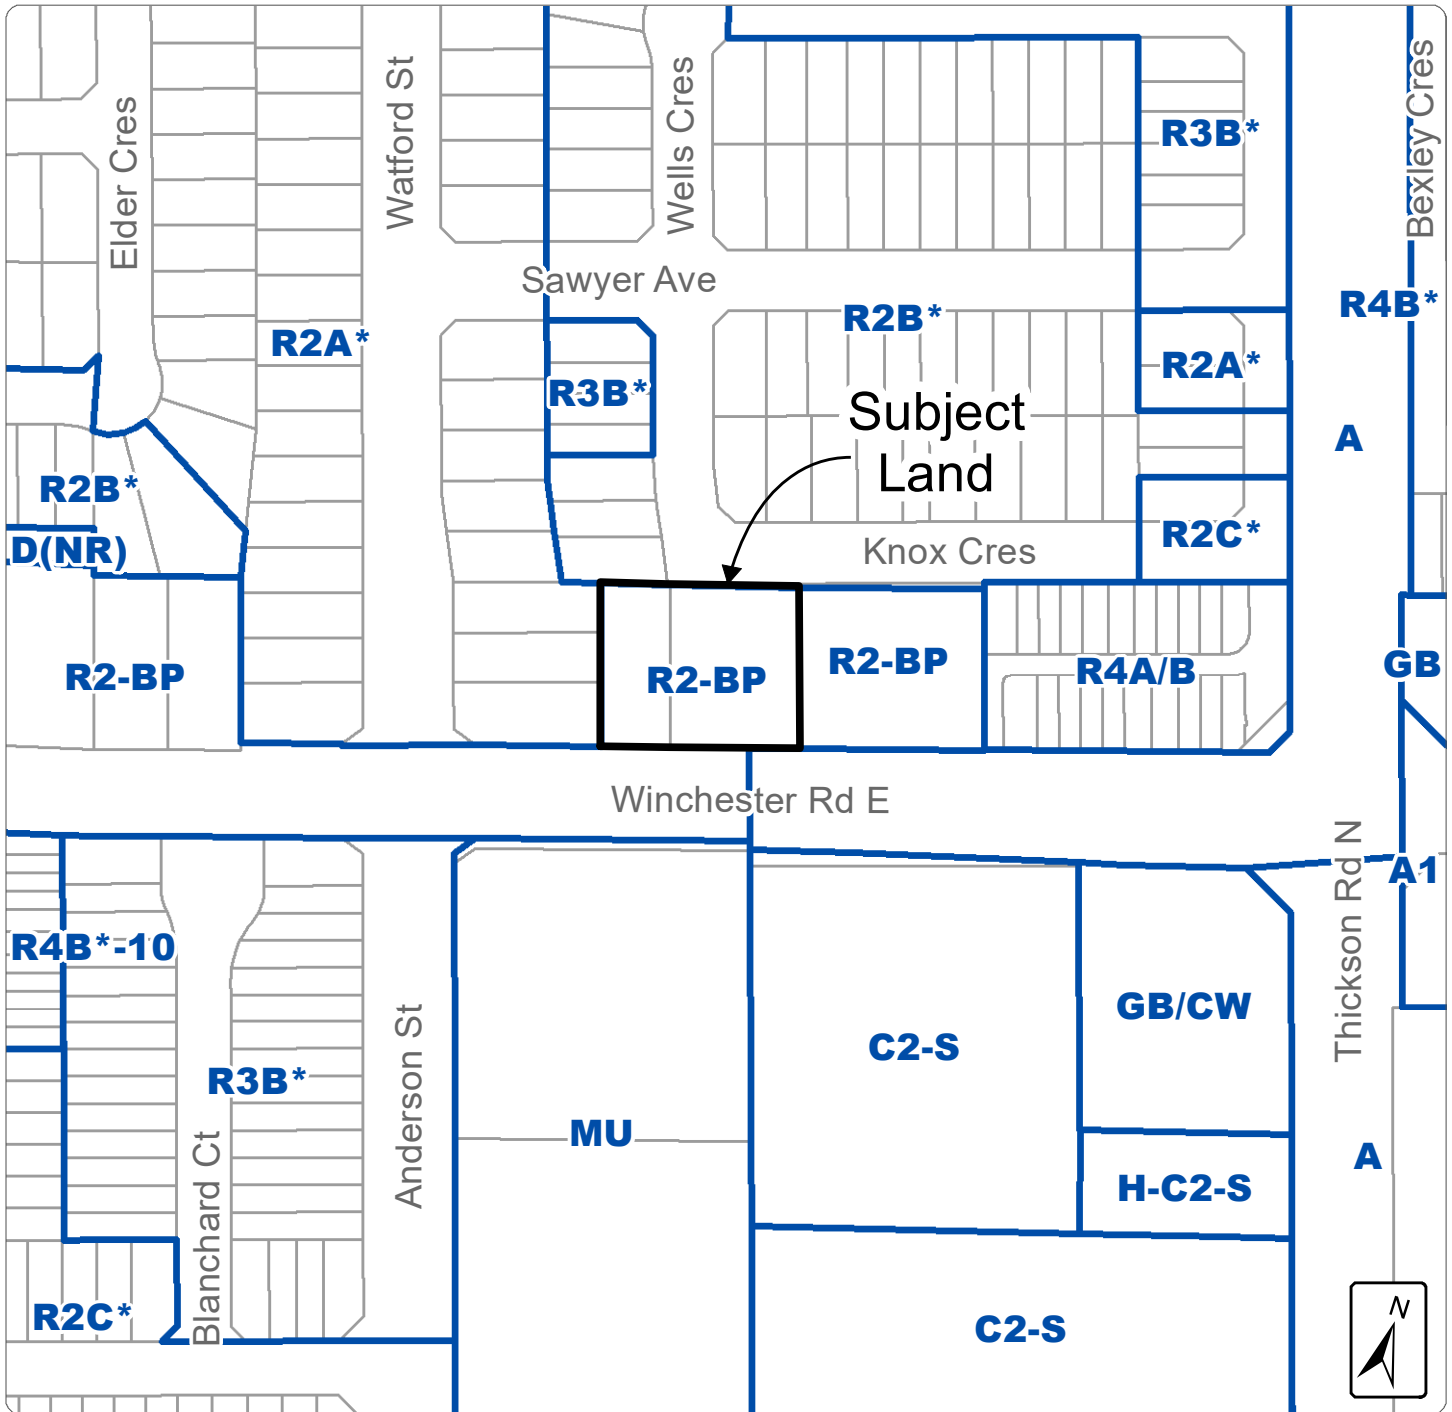 Elder Cres
Watford St
Wells Cres
Bexley Cres
R3B*
Sawyer Ave
R2A*
R2B*
R4B*
R2A*
R3B*
Subject
Land
A
R2B*
R2C*
D(NR)
Knox Cres
R2-BP
R2-BP
R2-BP
R4A/B
GB
Winchester Rd E
Thickson Rd N
A1
R4B*-10
GB/CW
C2-S
R3B*
Anderson St
MU
Blanchard Ct
A
H-C2-S
R2C*
C2-S
N